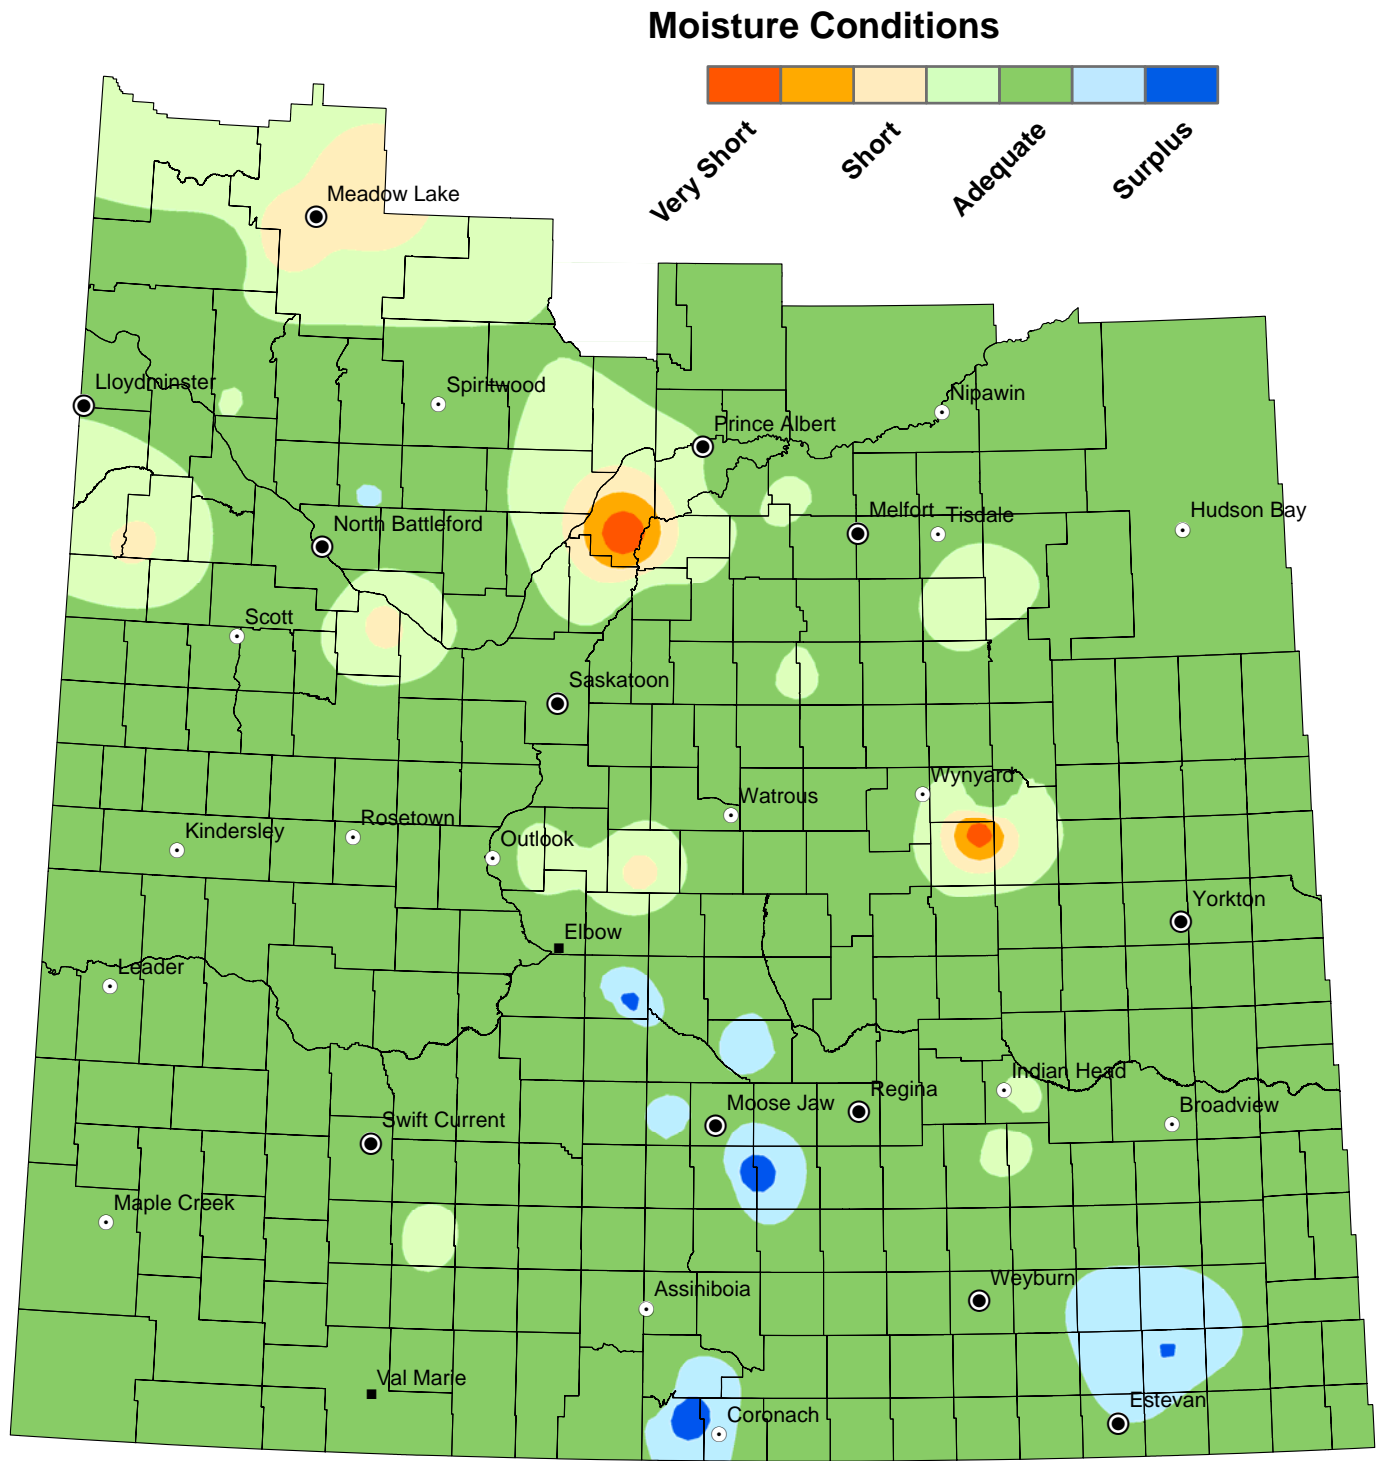 Moisture Conditions
Very Short
Short
Adequate
Surplus
Meadow Lake
Lloydminster
Spiritwood
Nipawin
Prince Albert
North Battleford
Melfort
Tisdale
Hudson Bay
Scott
Saskatoon
Wynyard
Watrous
Rosetown
Kindersley
Outlook
Yorkton
Elbow
Leader
Indian Head
Regina
Moose Jaw
Broadview
Swift Current
Maple Creek
Weyburn
Assiniboia
Val Marie
Estevan
Coronach